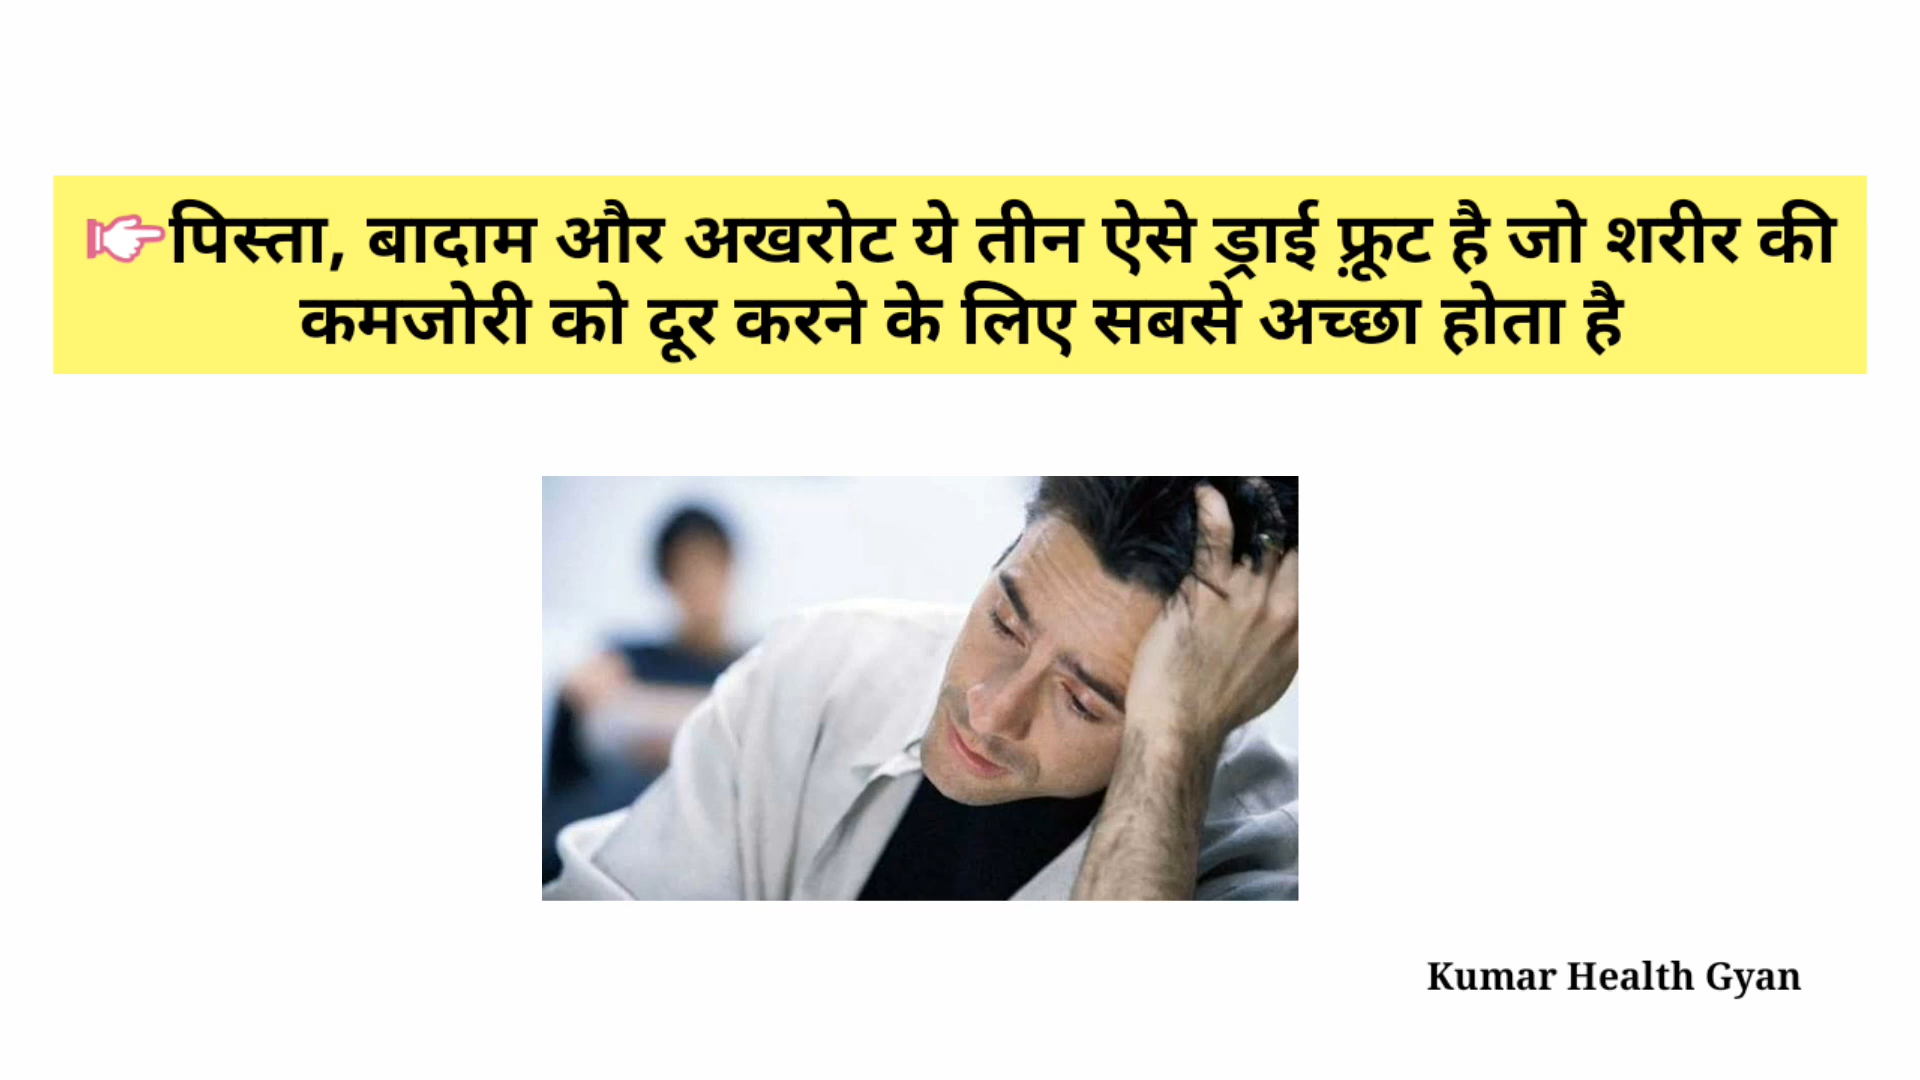 👉पिस्ता, बादाम और अखरोट ये तीन ऐसे ड्राई फ़्रूट है जो शरीर की
कमजोरी को दूर करने के लिए सबसे अच्छा होता है
Kumar Health Gyan